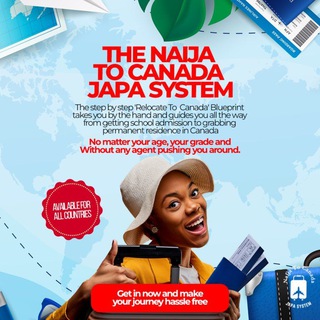 THE NAIJA
TO CANADA
JAPA SYSTEM
The step by step 'Relocate To Canada' Blueprint
takes you by the hand and guides you all the way
from getting school admission to grabbing
permanent residence in Canada
No matter your age, your grade and
Without any agent pushing you around.
AVAILABLE FOR
ALL COUNTRIES
Get in now and make
your journey hassle free
JAPA SYSTEM